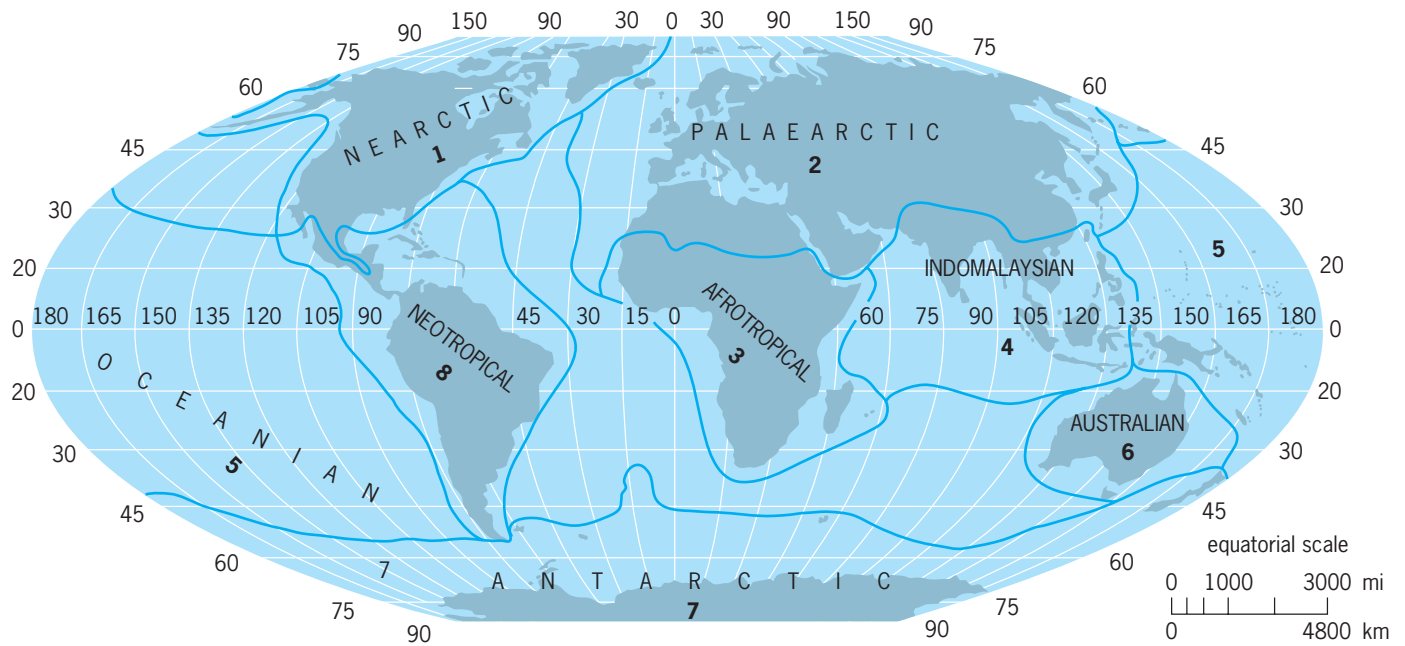 150 90 30 0 30 90 150
90 90
75 75
60 60
NEARCTIC
1
PALAEARCTIC
2
45 45
30 30
5
20 20
INDOMALAYSIAN
180 165 150 135 120 105 90 45 30 15 0 60 75 90 105 120 135 150 165 180
0 0
NEOTROPICAL
8
AFROTROPICAL
3
4
OCEANIAN
5
20 20
AUSTRALIAN
6
30 30
45 45
equatorial scale
60 60
7
ANTARCTIC
7
0 1000 3000 mi
0 4800 km
75 75
90 90